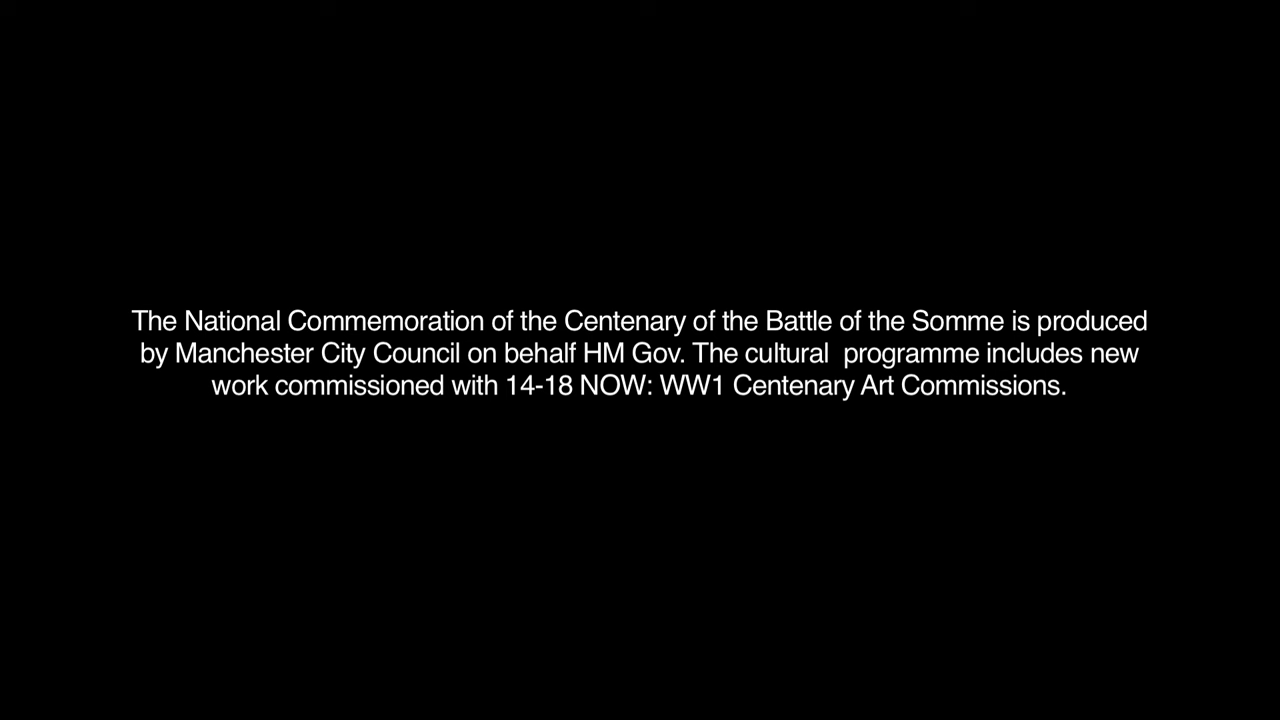 The National Commemoration of the Centenary of the Battle of the Somme is produced
by Manchester City Council on behalf HM Gov. The cultural  programme includes new
work commissioned with 14-18 NOW: WW1 Centenary Art Commissions.